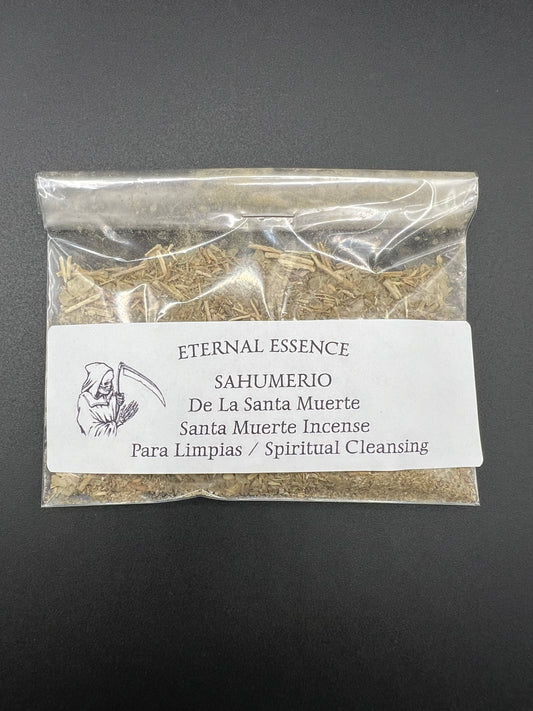 ETERNAL ESSENCE
SAHUMERIO
De La Santa Muerte
Santa Muerte Incense
Para Limpias / Spiritual Cleansing